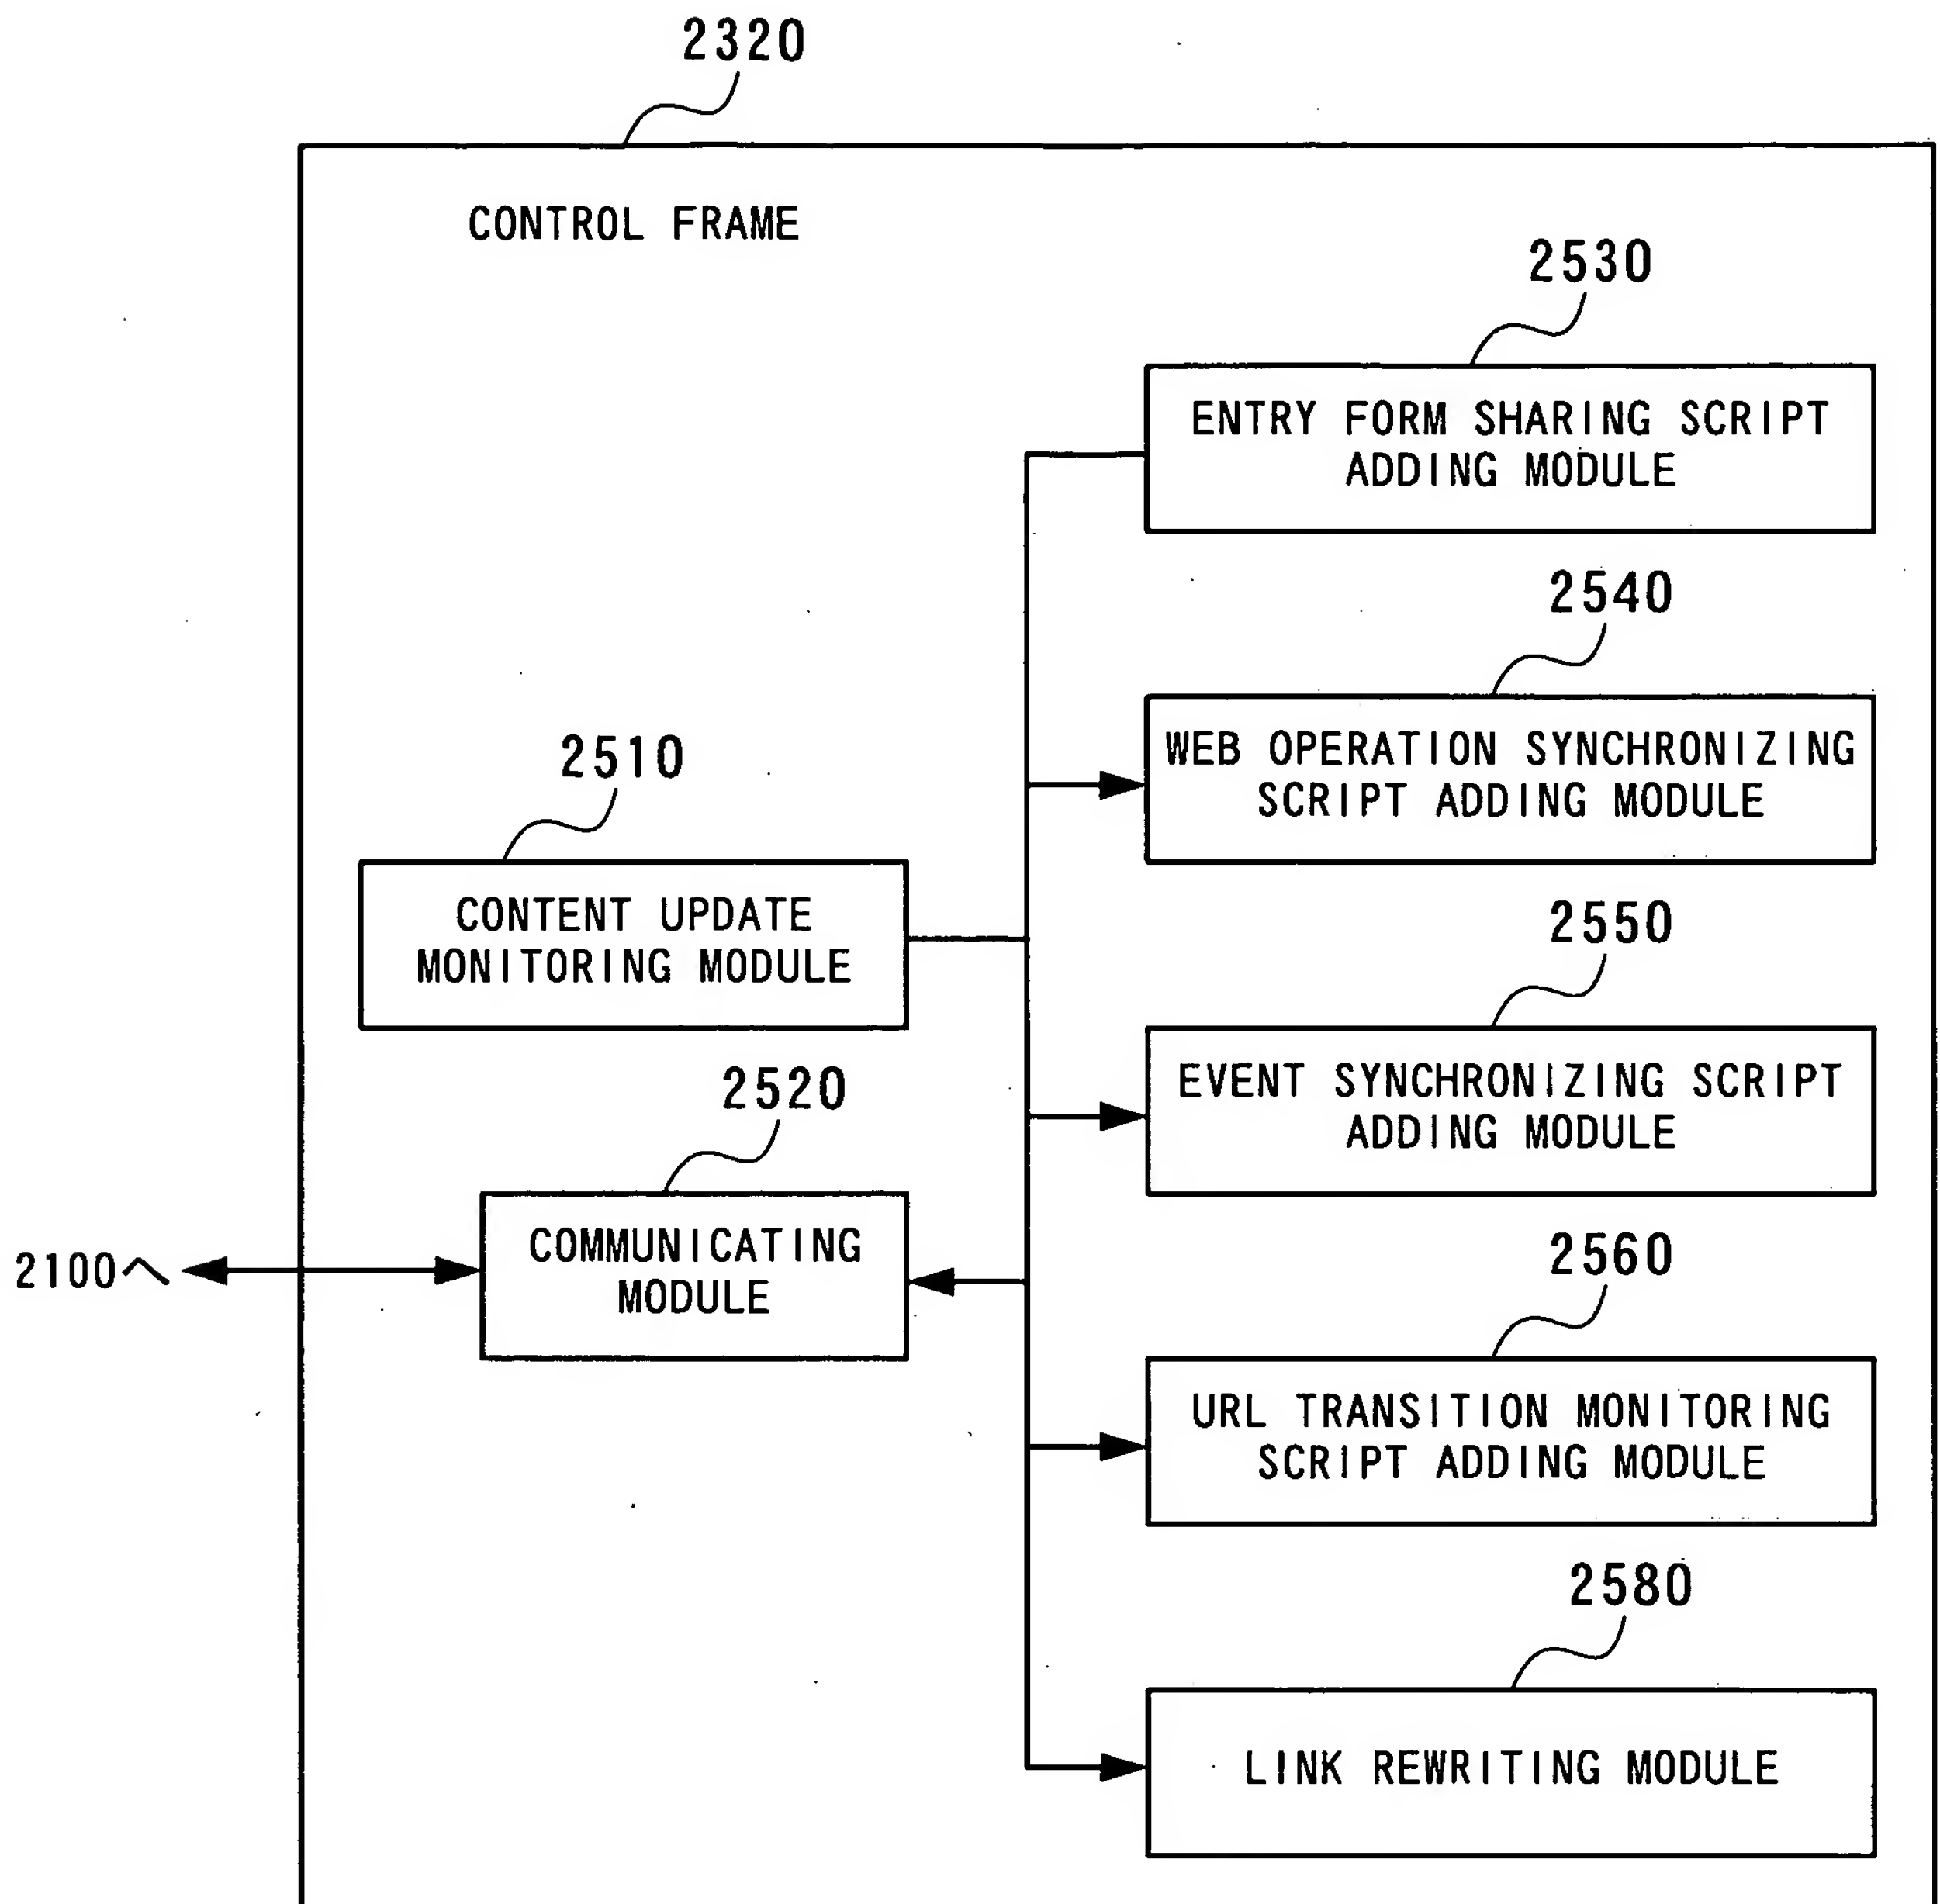 2320
CONTROL FRAME
2530
ENTRY FORM SHARING SCRIPT
ADDING MODULE
2540
WEB OPERATION SYNCHRONIZING
SCRIPT ADDING MODULE
2510
CONTENT UPDATE
MONITORING MODULE
2550
EVENT SYNCHRONIZING SCRIPT
ADDING MODULE
2520
COMMUNICATING
MODULE
2100へ
2560
URL TRANSITION MONITORING
SCRIPT ADDING MODULE
2580
LINK REWRITING MODULE